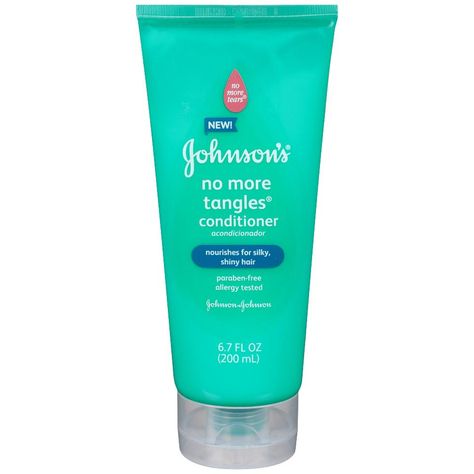 no
more
tears®
NEW!
Johnson's®
no more
tangles®
conditioner
acondicionador
nourishes for silky,
shiny hair
paraben-free
allergy tested
Johnson & Johnson
6.7 FL OZ
(200 mL)